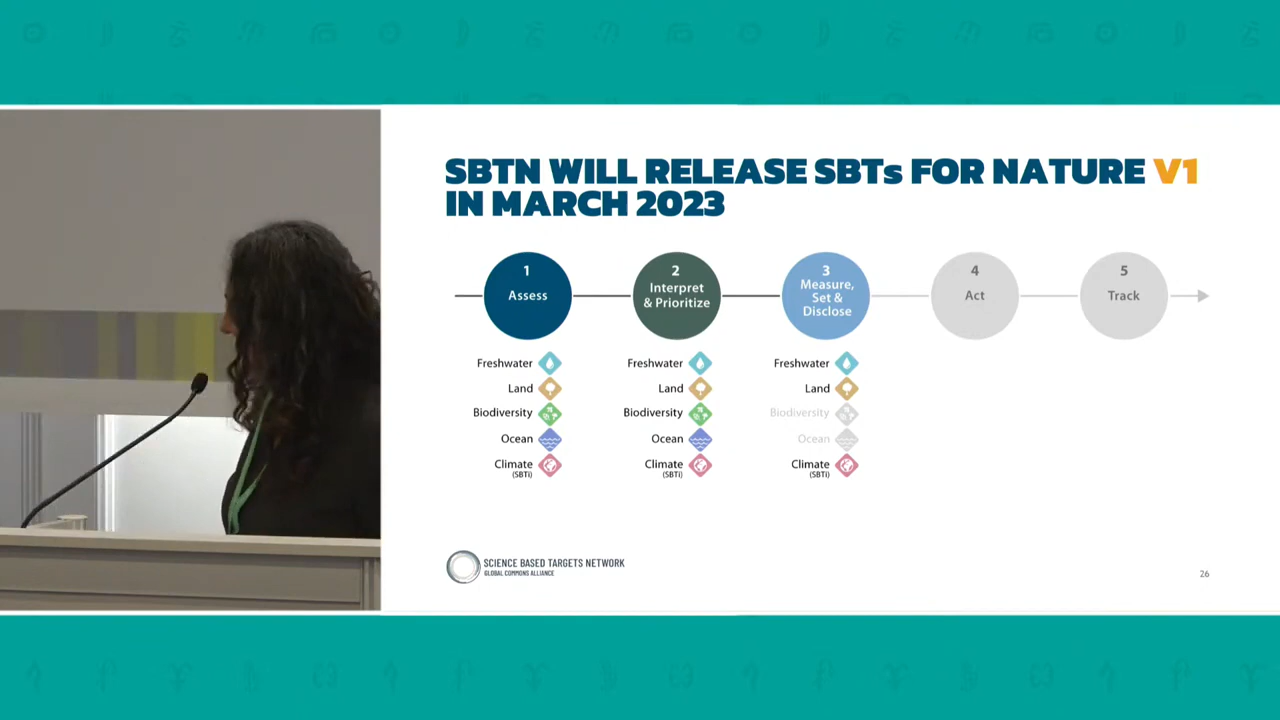 SBTN WILL RELEASE SBTs FOR NATURE V1
IN MARCH 2023
1
Assess
2
Interpret
& Prioritize
3
Measure,
Set &
Disclose
4
Act
5
Track
Freshwater
Land
Biodiversity
Ocean
Climate
(SBTi)
Freshwater
Land
Biodiversity
Ocean
Climate
(SBTi)
Freshwater
Land
Biodiversity
Ocean
Climate
(SBTi)
SCIENCE BASED TARGETS NETWORK
GLOBAL COMMONS ALLIANCE
26